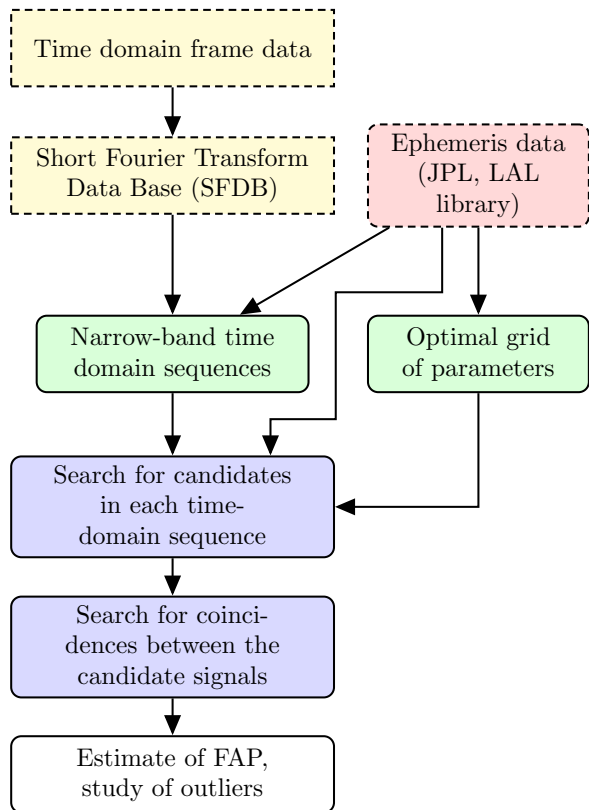 Time domain frame data
Short Fourier Transform
Data Base (SFDB)
Ephemeris data
(JPL, LAL
library)
Narrow-band time
domain sequences
Optimal grid
of parameters
Search for candidates
in each time-
domain sequence
Search for coinci-
dences between the
candidate signals
Estimate of FAP,
study of outliers